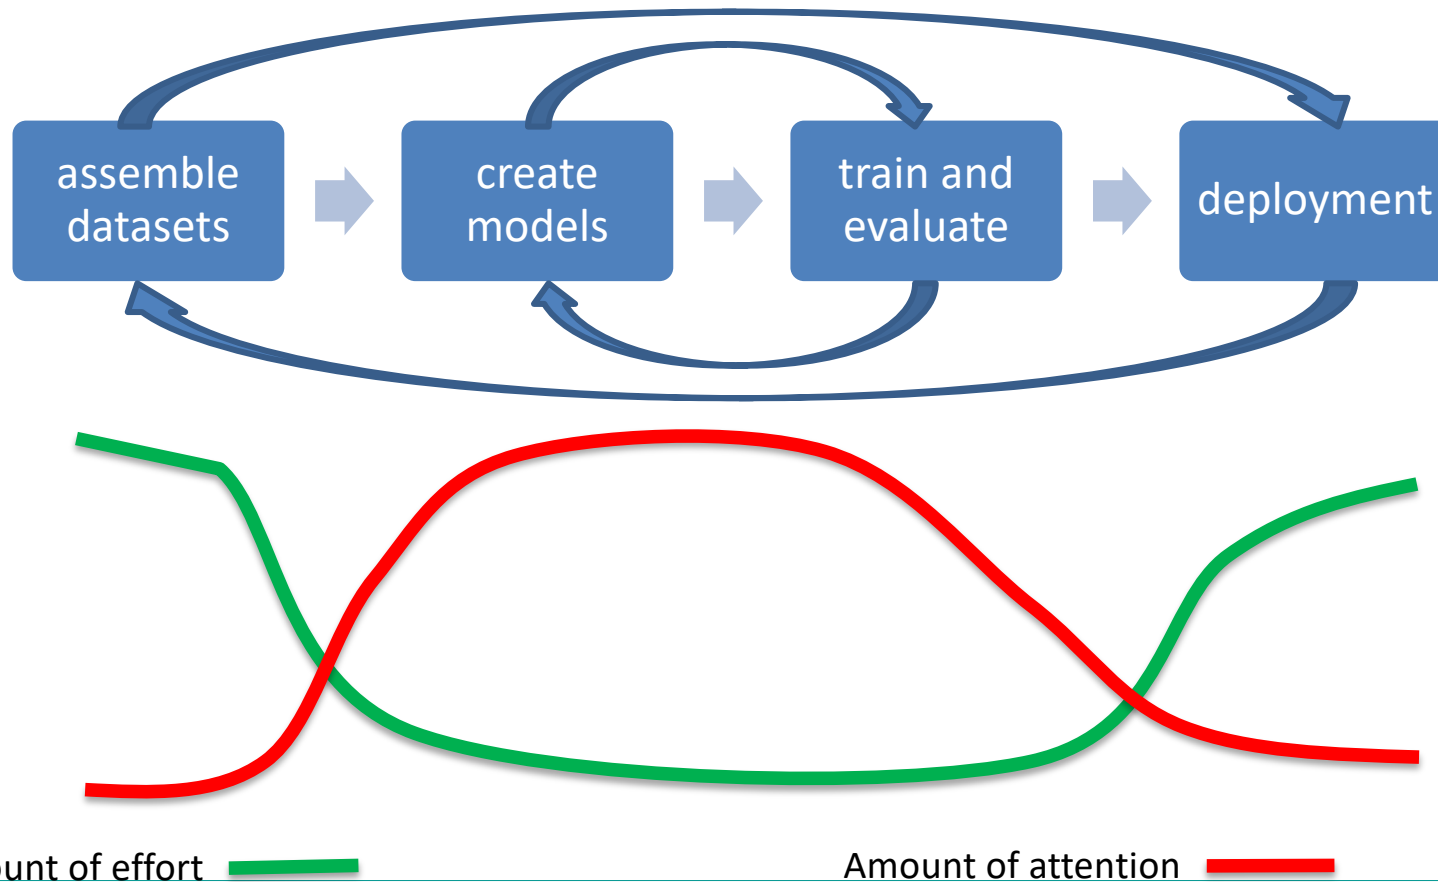 assemble
datasets
create
models
train and
evaluate
deployment
of effort
Amount of attention